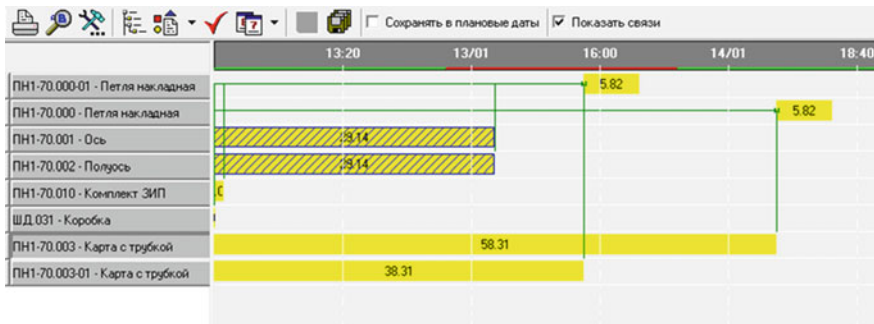 Сохранять в плановые даты Показать связи
13:20 13/01 16:00 14/01 18:40
ПН1-70.000-01 - Петля накладная 5.82
ПН1-70.000 - Петля накладная 5.82
ПН1-70.001 - Ось 39.14
ПН1-70.002 - Полуось 39.14
ПН1-70.010 - Комплект ЗИП
ШД.031 - Коробка
ПН1-70.003 - Карта с трубкой 58.31
ПН1-70.003-01 - Карта с трубкой 38.31